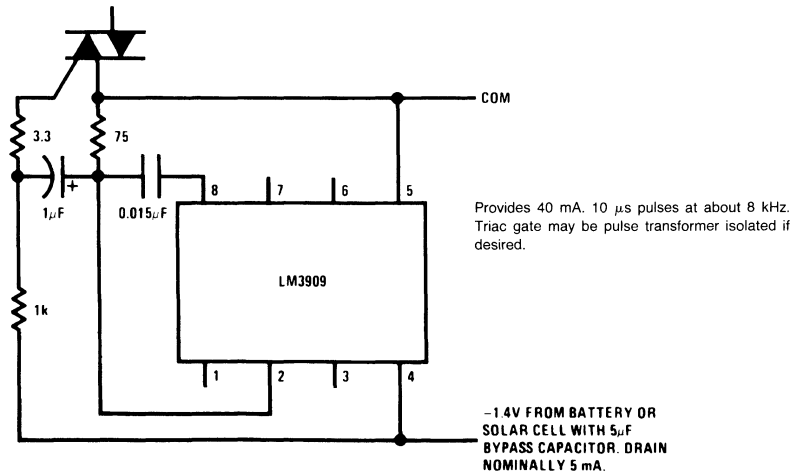 COM
3.3
75
+
1μF
0.015μF
8
7
6
5
Provides 40 mA. 10 μs pulses at about 8 kHz.
Triac gate may be pulse transformer isolated if
desired.
LM3909
1k
1
2
3
4
−1.4V FROM BATTERY OR
SOLAR CELL WITH 5μF
BYPASS CAPACITOR. DRAIN
NOMINALLY 5 mA.